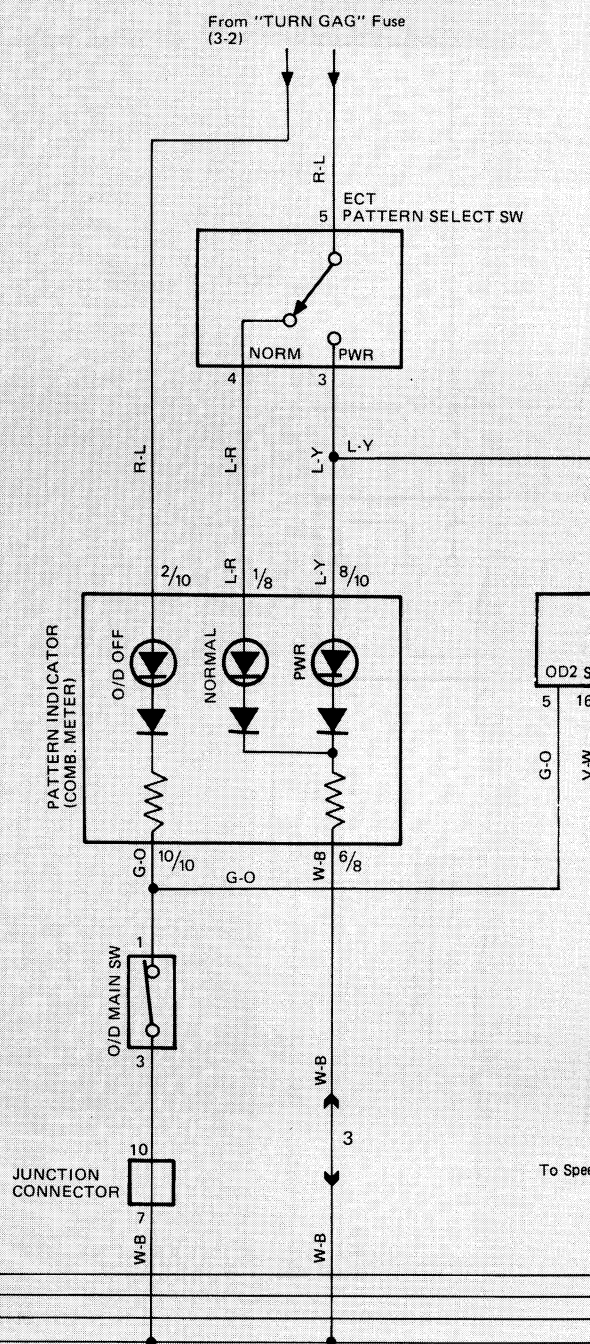 From "TURN GAG" Fuse
(3-2)
R-L
ECT
5 PATTERN SELECT SW
NORM PWR
4 3
R-L
L-R
L-Y
L-Y
2/10
L-R
1/8
L-Y
8/10
PATTERN INDICATOR
(COMB. METER)
O/D OFF
NORMAL
PWR
OD2 S
5 16
G-O
V-W
G-O
10/10
G-O
W-B
6/8
1
O/D MAIN SW
3
W-B
3
10
JUNCTION
CONNECTOR
7
W-B
W-B
To Spee